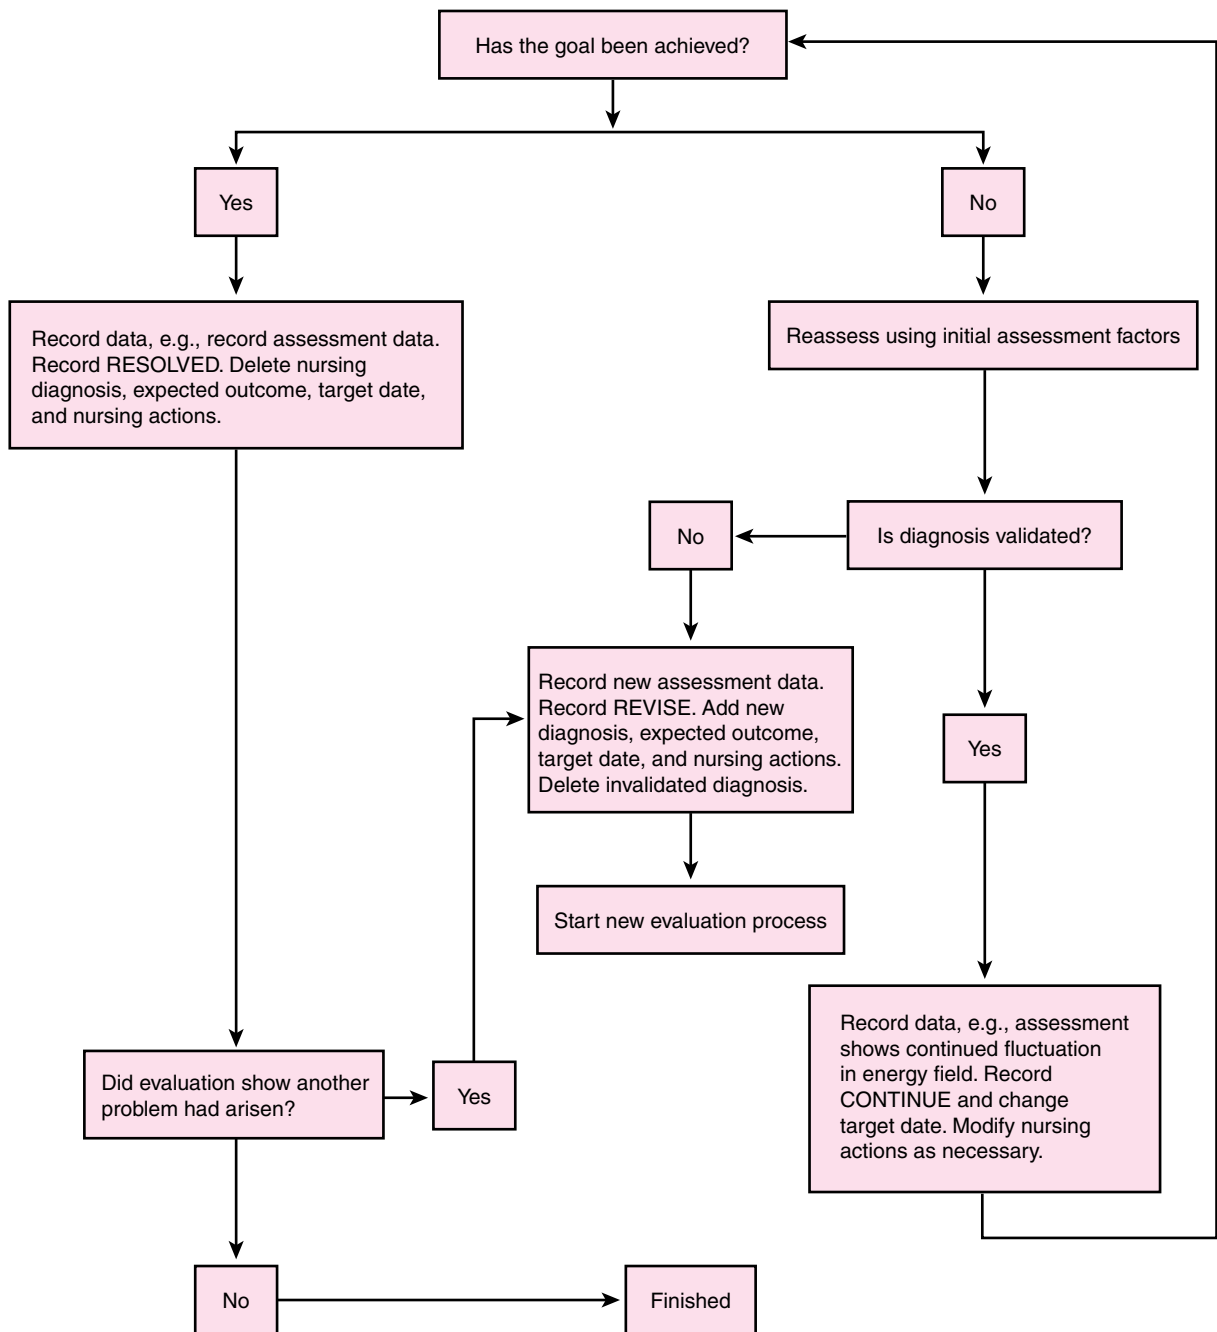 Has the goal been achieved?
Yes
No
Record data, e.g., record assessment data.
Record RESOLVED. Delete nursing
diagnosis, expected outcome, target date,
and nursing actions.
Reassess using initial assessment factors
No
Is diagnosis validated?
Record new assessment data.
Record REVISE. Add new
diagnosis, expected outcome,
target date, and nursing actions.
Delete invalidated diagnosis.
Yes
Start new evaluation process
Record data, e.g., assessment
shows continued fluctuation
in energy field. Record
CONTINUE and change
target date. Modify nursing
actions as necessary.
Did evaluation show another
problem had arisen?
Yes
No
Finished